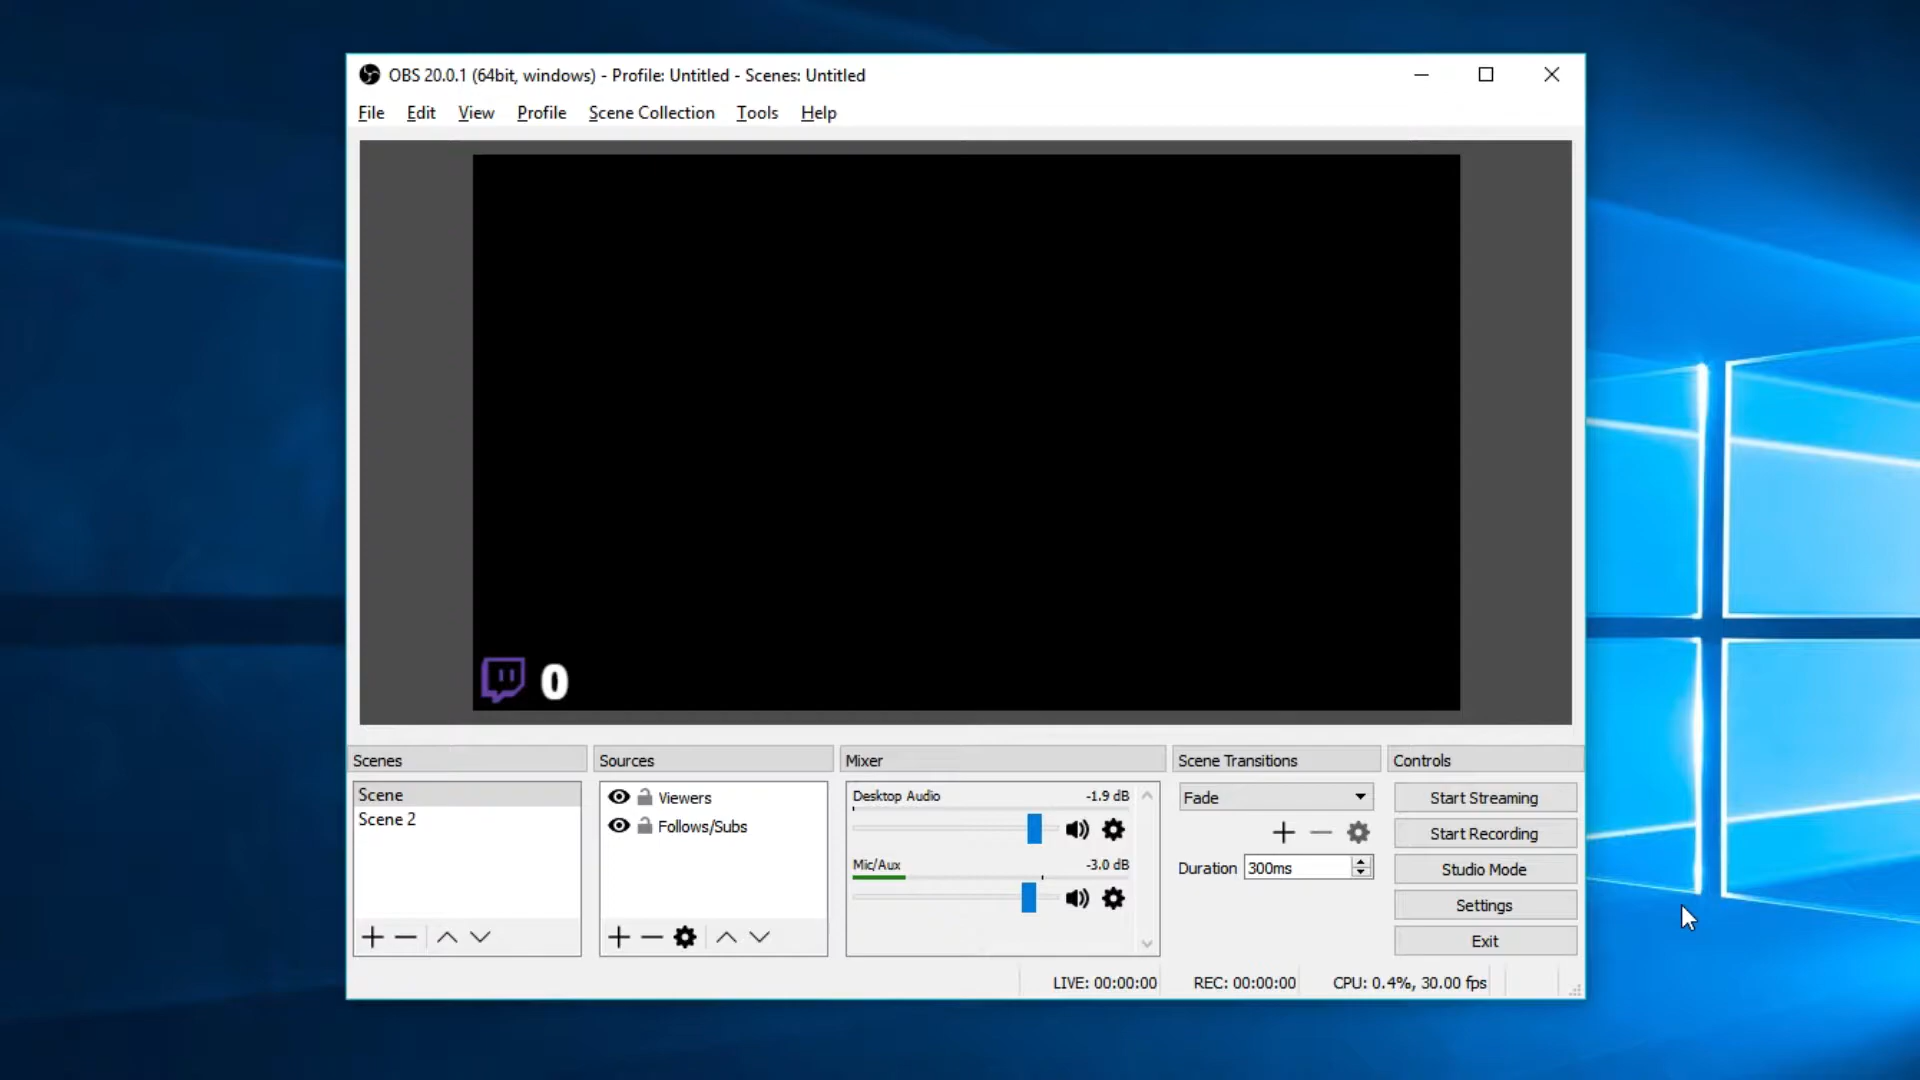 OBS 20.0.1 (64bit, windows) - Profile: Untitled - Scenes: Untitled
File Edit View Profile Scene Collection Tools Help
0
Scenes
Scene
Scene 2
Sources
Viewers
Follows/Subs
Mixer
Desktop Audio -1.9 dB
Mic/Aux -3.0 dB
Scene Transitions
Fade
Duration 300ms
Controls
Start Streaming
Start Recording
Studio Mode
Settings
Exit
LIVE: 00:00:00 REC: 00:00:00 CPU: 0.4%, 30.00 fps